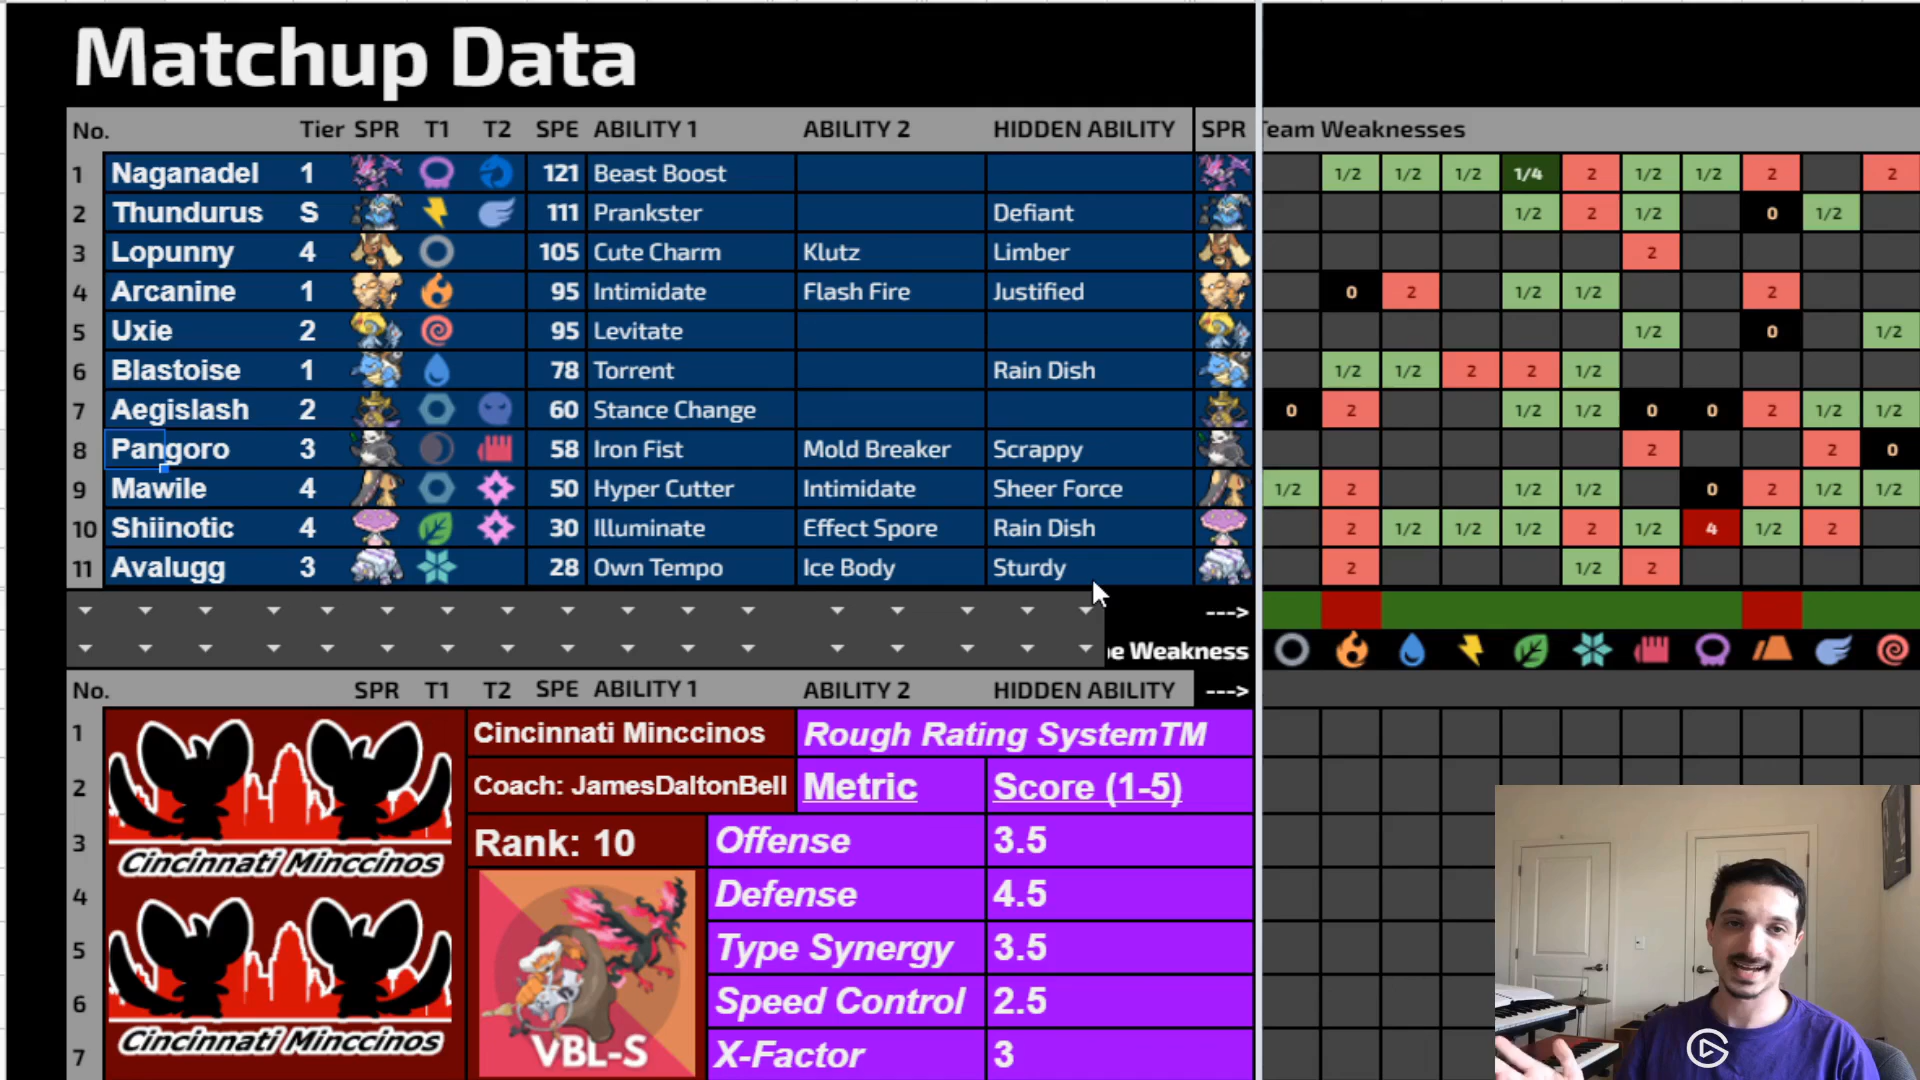 Matchup Data
No. Tier SPR T1 T2 SPE ABILITY 1 ABILITY 2 HIDDEN ABILITY SPR Team Weaknesses
1 Naganadel 1 121 Beast Boost 1/2 1/2 1/2 1/4 2 1/2 1/2 2 2
2 Thundurus S 111 Prankster Defiant 1/2 2 1/2 0 1/2
3 Lopunny 4 105 Cute Charm Klutz Limber 2
4 Arcanine 1 95 Intimidate Flash Fire Justified 0 2 1/2 1/2 2
5 Uxie 2 95 Levitate 1/2 0 1/2
6 Blastoise 1 78 Torrent Rain Dish 1/2 1/2 2 2 1/2
7 Aegislash 2 60 Stance Change 0 2 1/2 1/2 0 0 2 1/2 1/2
8 Pangoro 3 58 Iron Fist Mold Breaker Scrappy 2 2 0
9 Mawile 4 50 Hyper Cutter Intimidate Sheer Force 1/2 2 1/2 1/2 0 2 1/2 1/2
10 Shiinotic 4 30 Illuminate Effect Spore Rain Dish 2 1/2 1/2 1/2 2 1/2 4 1/2 2
11 Avalugg 3 28 Own Tempo Ice Body Sturdy 2 1/2 2
--->
e Weakness
No. SPR T1 T2 SPE ABILITY 1 ABILITY 2 HIDDEN ABILITY --->
1 Cincinnati Minccinos Rough Rating SystemTM
2 Coach: JamesDaltonBell Metric Score (1-5)
3 Rank: 10 Offense 3.5
Cincinnati Minccinos
4 Defense 4.5
5 Type Synergy 3.5
6 Speed Control 2.5
Cincinnati Minccinos
VBL-S
7 X-Factor 3